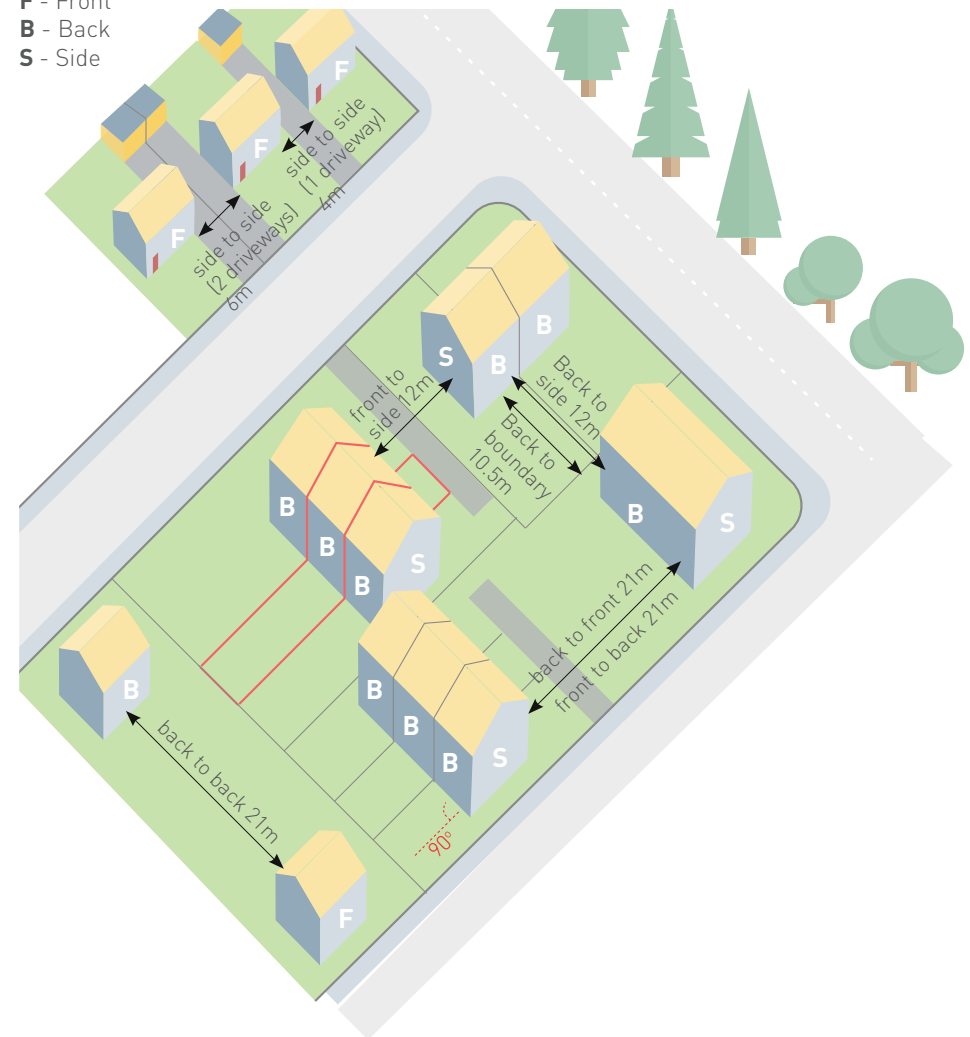 F - Front
B - Back
S - Side
F
side to side
(1 driveway)
4m
F
side to side
(2 driveways)
6m
F
B
S
B
front to
side 12m
Back to
side 12m
Back to
boundary
10.5m
B
S
B
B
B
S
back to front 21m
front to back 21m
B
B
B
S
B
back to back 21m
90°
F